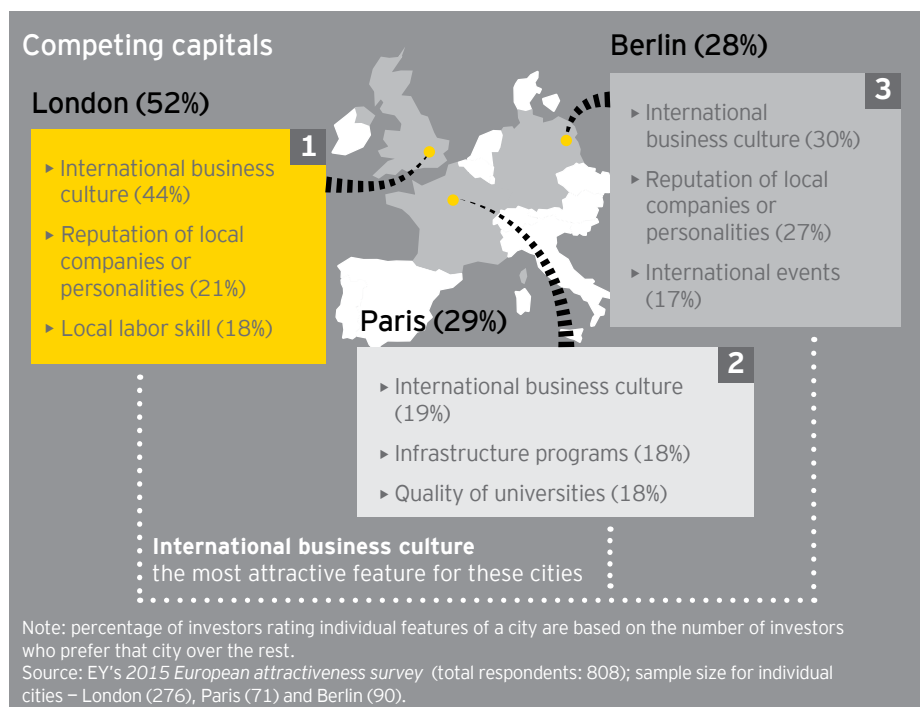 Competing capitals
London (52%)
1
▸ International business
culture (44%)
▸ Reputation of local
companies or
personalities (21%)
▸ Local labor skill (18%)
Paris (29%)
2
▸ International business culture
(19%)
▸ Infrastructure programs (18%)
▸ Quality of universities (18%)
Berlin (28%)
3
▸ International
business culture (30%)
▸ Reputation of local
companies or
personalities (27%)
▸ International events
(17%)
International business culture
the most attractive feature for these cities
Note: percentage of investors rating individual features of a city are based on the number of investors
who prefer that city over the rest.
Source: EY's 2015 European attractiveness survey (total respondents: 808); sample size for individual
cities – London (276), Paris (71) and Berlin (90).